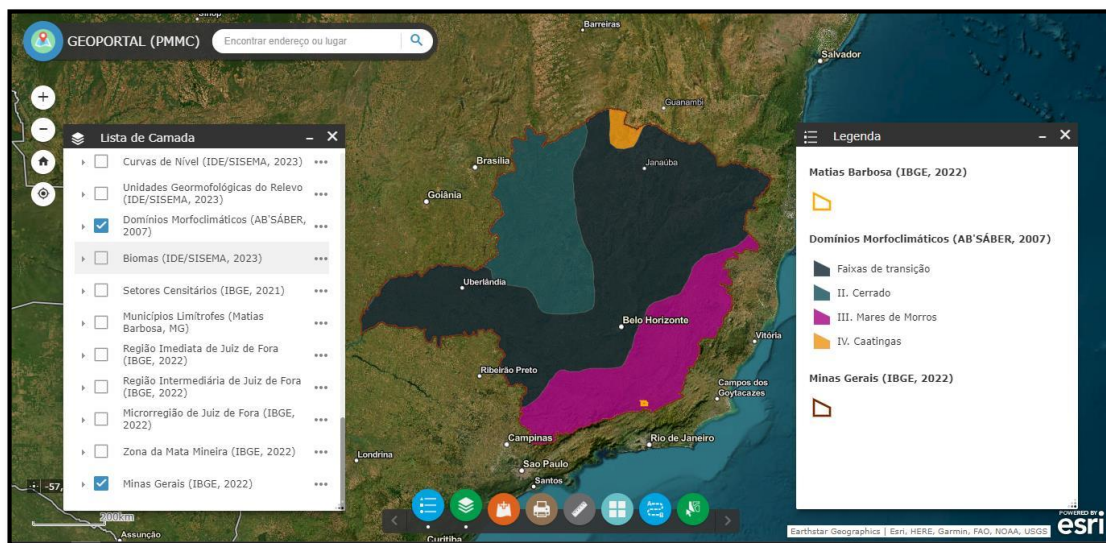 Sinop
Barreiras
GEOPORTAL (PMMC)
Encontrar endereço ou lugar
Salvador
Guanambi
Lista de Camada
Curvas de Nível (IDE/SISEMA, 2023)
Unidades Geormofológicas do Relevo
(IDE/SISEMA, 2023)
Domínios Morfoclimáticos (AB'SÁBER,
2007)
Biomas (IDE/SISEMA, 2023)
Setores Censitários (IBGE, 2021)
Municípios Limítrofes (Matias
Barbosa, MG)
Região Imediata de Juiz de Fora
(IBGE, 2022)
Região Intermediária de Juiz de Fora
(IBGE, 2022)
Microrregião de Juiz de Fora (IBGE,
2022)
Zona da Mata Mineira (IBGE, 2022)
Minas Gerais (IBGE, 2022)
Brasília
Janaúba
Goiânia
Uberlândia
Belo Horizonte
Vitória
Ribeirão Preto
Campos dos
Goytacazes
Campinas
Rio de Janeiro
Londrina
Sao Paulo
Santos
Curitiba
Assunção
-57,
200km
Legenda
Matias Barbosa (IBGE, 2022)
Domínios Morfoclimáticos (AB'SÁBER, 2007)
Faixas de transição
II. Cerrado
III. Mares de Morros
IV. Caatingas
Minas Gerais (IBGE, 2022)
Earthstar Geographics | Esri, HERE, Garmin, FAO, NOAA, USGS
POWERED BY
esri